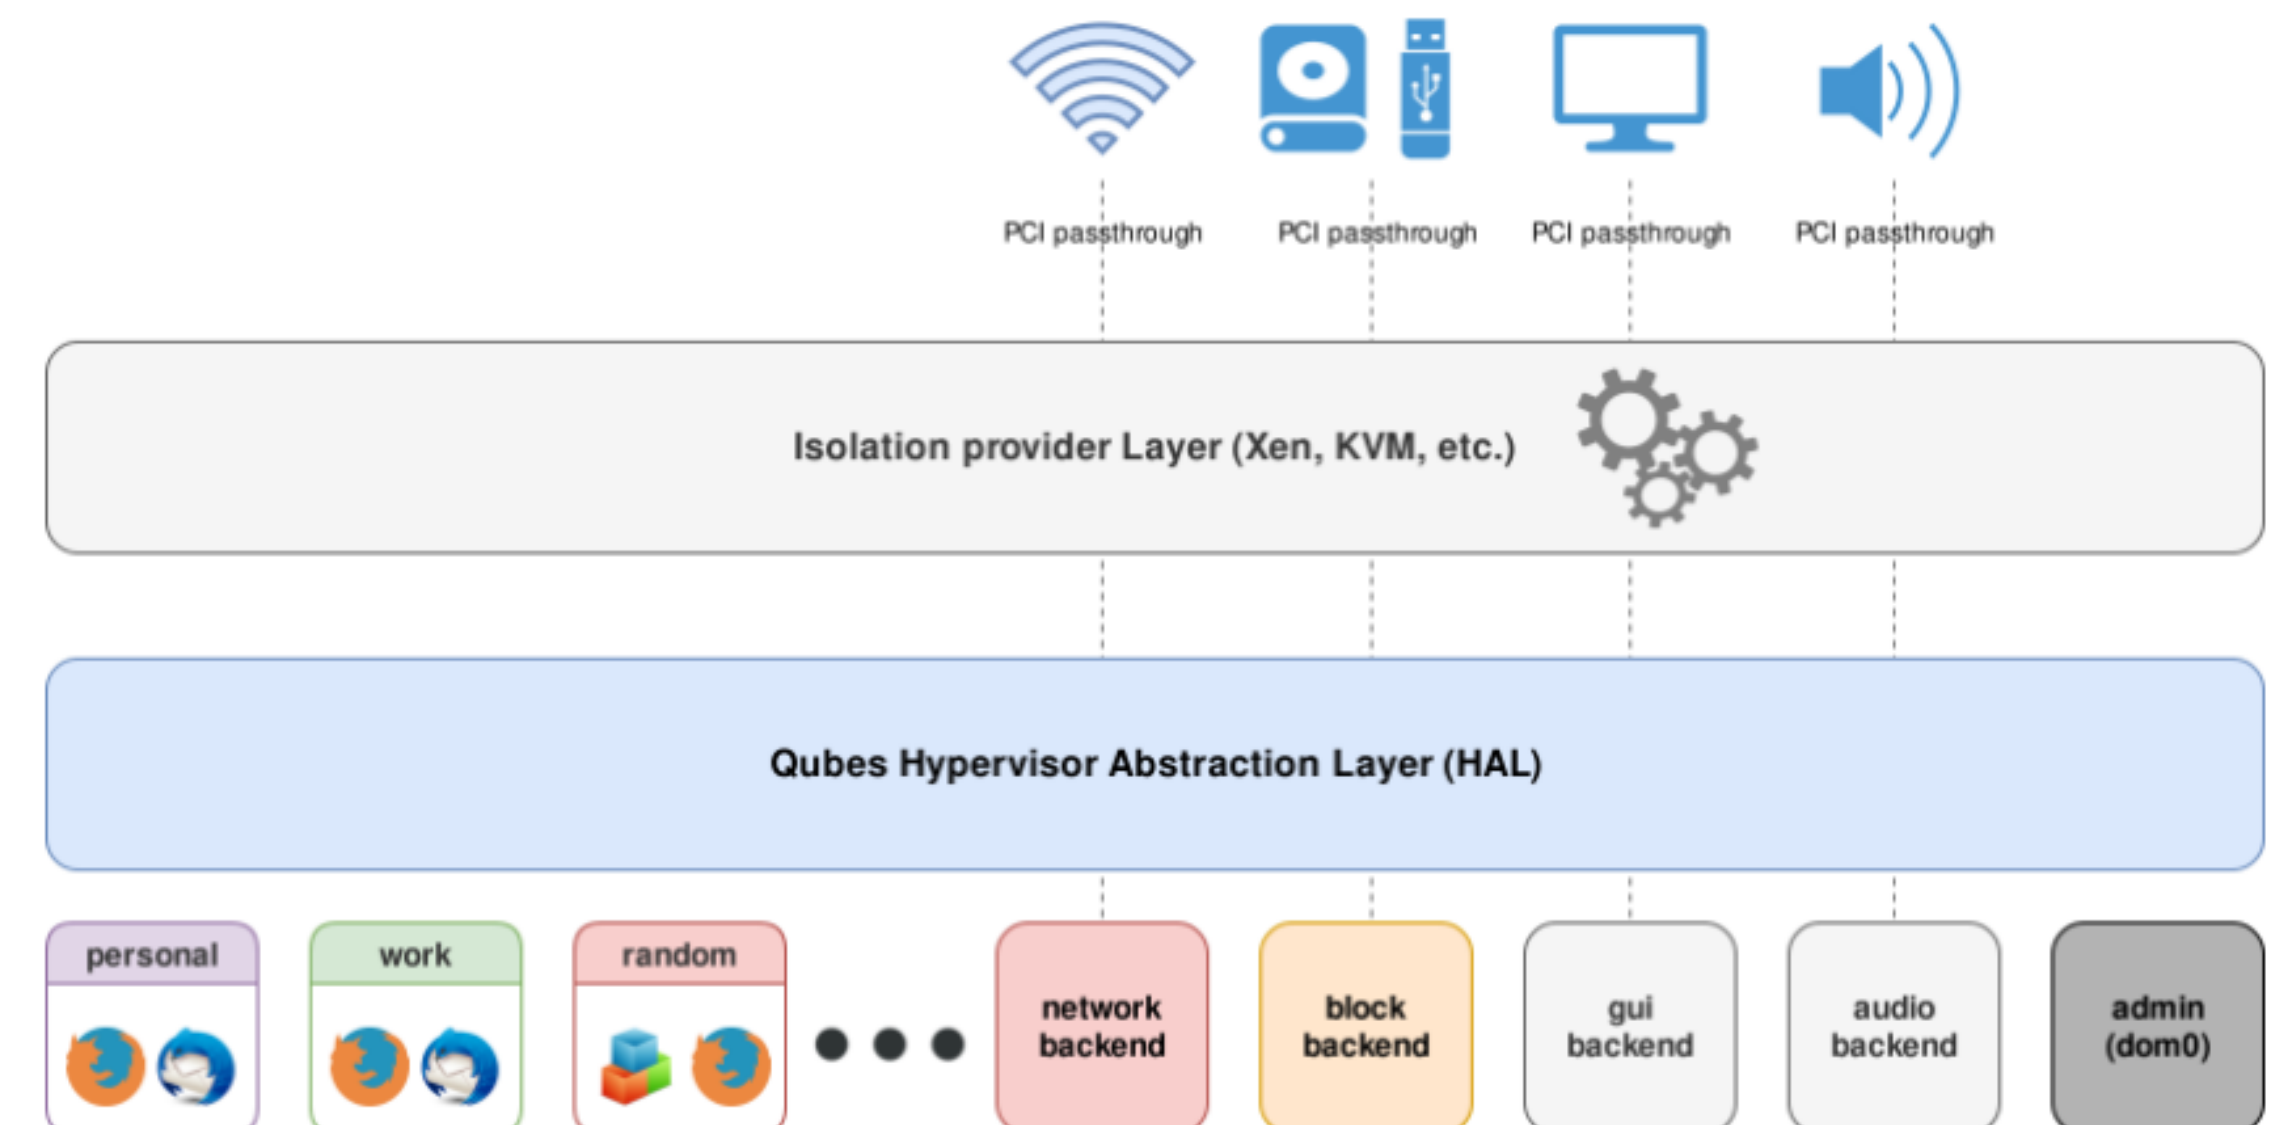 PCI passthrough
PCI passthrough
PCI passthrough
PCI passthrough
Isolation provider Layer (Xen, KVM, etc.)
Qubes Hypervisor Abstraction Layer (HAL)
personal
work
random
network
backend
block
backend
gui
backend
audio
backend
admin
(dom0)